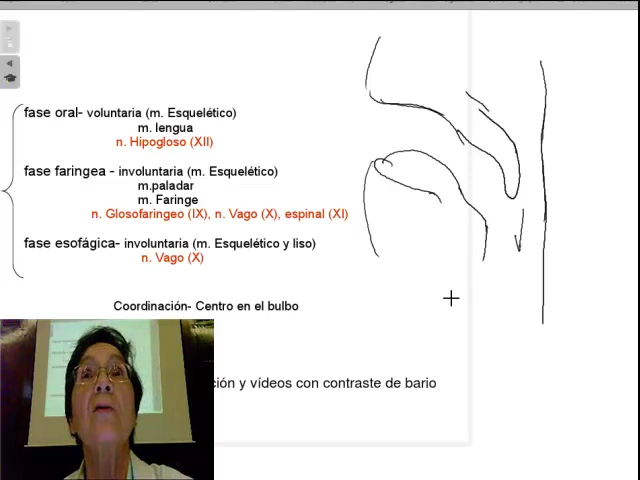 fase oral- voluntaria (m. Esquelético)
m. lengua
n. Hipogloso (XII)
fase faringea - involuntaria (m. Esquelético)
m.paladar
m. Faringe
n. Glosofaringeo (IX), n. Vago (X), espinal (XI)
fase esofágica- involuntaria (m. Esquelético y liso)
n. Vago (X)
Coordinación- Centro en el bulbo
y vídeos con contraste de bario